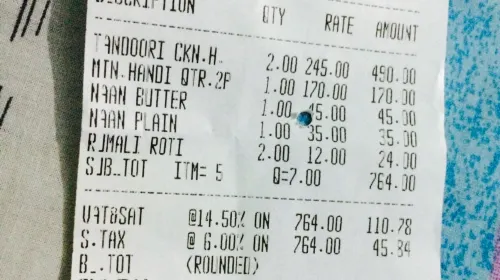 DESCRIPTION QTY RATE AMOUNT
TANDOORI CKN.H. 2.00 245.00 490.00
MTN.HANDI QTR.2P 1.00 170.00 170.00
NAAN BUTTER 1.00 45.00 45.00
NAAN PLAIN 1.00 35.00 35.00
RUMALI ROTI 2.00 12.00 24.00
SUB_TOT ITM= 5 Q=7.00 764.00
VAT&SAT @14.50% ON 764.00 110.78
S.TAX @ 6.00% ON 764.00 45.84
B_.TOT (ROUNDED)